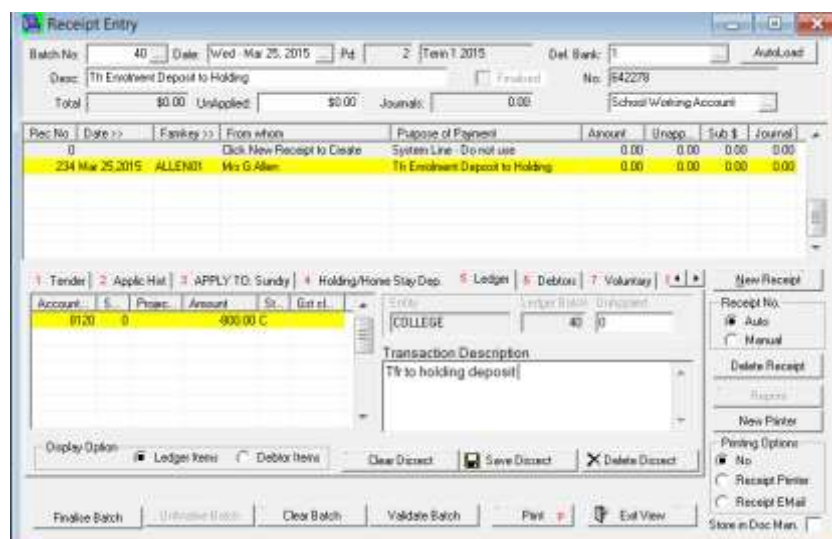 Receipt Entry
Batch No: 40 Date: Wed Mar 25, 2015 Pd: 2 Term 1 2015 Def. Bank: 1 AutoLoad
Desc: Tfr Enrolment Deposit to Holding Finalised No: 642278
Total $0.00 UnApplied: $0.00 Journals: 0.00 School Working Account
Rec No Date >> Famkey >> From whom Purpose of Payment Amount Unapp... Sub $ Journal
0 Click New Receipt to Create System Line - Do not use 0.00 0.00 0.00 0.00
234 Mar 25,2015 ALLEN01 Mrs G Allen Tfr Enrolment Deposit to Holding 0.00 0.00 0.00 0.00
1 Tender 2 Applic Hist 3 APPLY TO: Sundry 4 Holding/Home Stay Dep. 5 Ledger 6 Debtors 7 Voluntary New Receipt
Account... S... Projec... Amount St... Gst cl... Entity Ledger Batch Receipt No.
8120 0 -800.00 C COLLEGE 40 0 Auto
Manual
Transaction Description
Tfr to holding deposit
Delete Receipt
New Printer
Display Option Ledger Items Debtor Items Clear Dissect Save Dissect Delete Dissect
Printing Options
No
Receipt Printer
Receipt EMail
Finalise Batch Clear Batch Validate Batch Print Exit View Store in Doc Man.